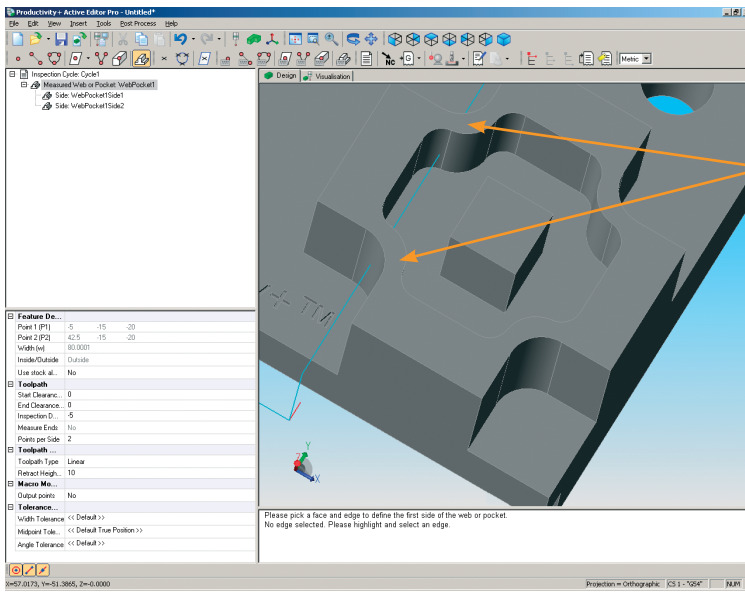 Productivity+ Active Editor Pro - Untitled*
File Edit View Insert Tools Post Process Help
NC
G
Metric
Inspection Cycle: Cycle1
Measured Web or Pocket: WebPocket1
Side: WebPocket1Side1
Side: WebPocket1Side2
Design Visualisation
+ TM
Y
Z
X
Feature De...
Point 1 (P1) -5 -15 -20
Point 2 (P2) 42.5 -15 -20
Width (w) 80.0001
Inside/Outside Outside
Use stock al... No
Toolpath
Start Clearanc... 0
End Clearance... 0
Inspection D... -5
Measure Ends No
Points per Side 2
Toolpath ...
Toolpath Type Linear
Retract Heigh... 10
Macro Mo...
Output points No
Tolerance...
Width Tolerance << Default >>
Midpoint Tole... << Default True Position >>
Angle Tolerance << Default >>
Please pick a face and edge to define the first side of the web or pocket.
No edge selected. Please highlight and select an edge.
X=57.0173, Y=-51.3865, Z=-0.0000
Projection = Orthographic CS 1 - "G54" NUM